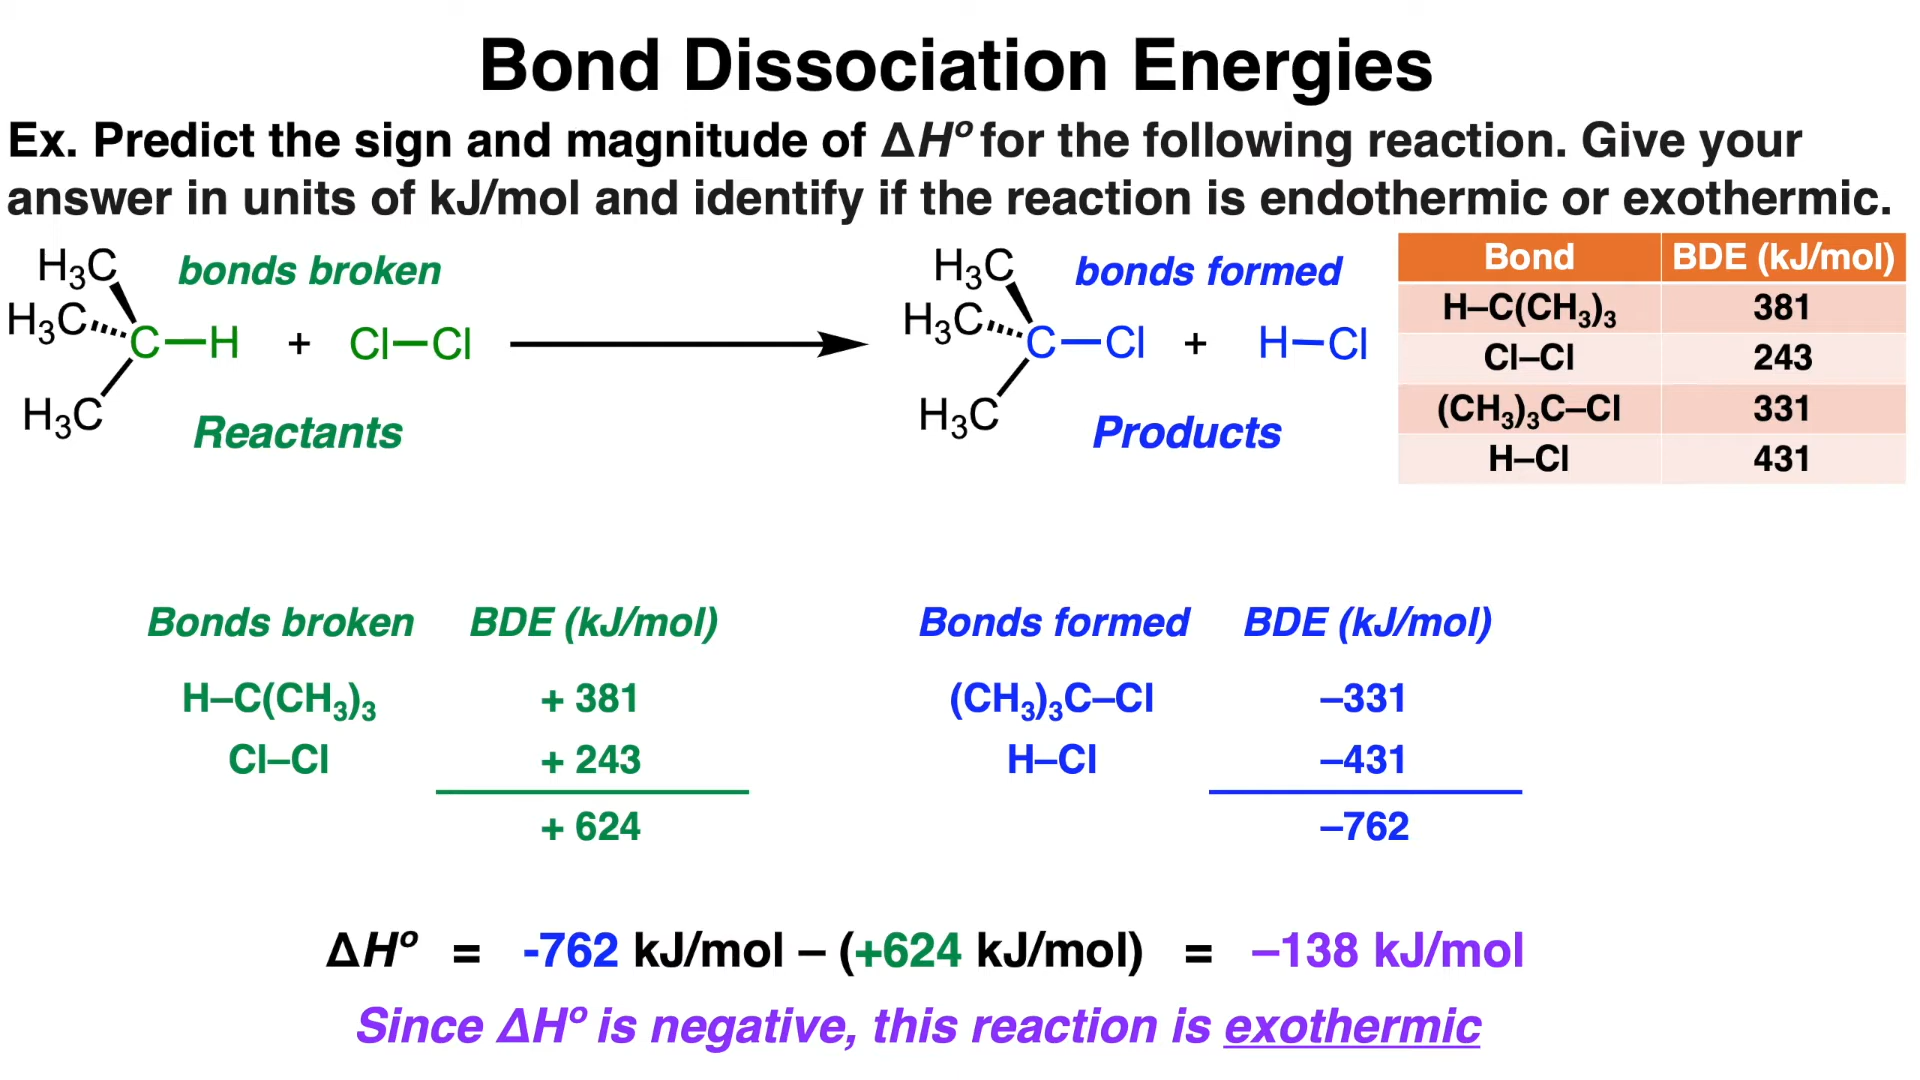 Bond Dissociation Energies
Ex. Predict the sign and magnitude of ΔHº for the following reaction. Give your
answer in units of kJ/mol and identify if the reaction is endothermic or exothermic.
H₃C bonds broken
H₃C
C—H + Cl—Cl
H₃C
Reactants
H₃C bonds formed
H₃C
C—Cl + H—Cl
H₃C
Products
Bond BDE (kJ/mol)
H–C(CH₃)₃ 381
Cl–Cl 243
(CH₃)₃C–Cl 331
H–Cl 431
Bonds broken BDE (kJ/mol)
H–C(CH₃)₃ + 381
Cl–Cl + 243
+ 624
Bonds formed BDE (kJ/mol)
(CH₃)₃C–Cl –331
H–Cl –431
–762
ΔHº = -762 kJ/mol – (+624 kJ/mol) = –138 kJ/mol
Since ΔHº is negative, this reaction is exothermic